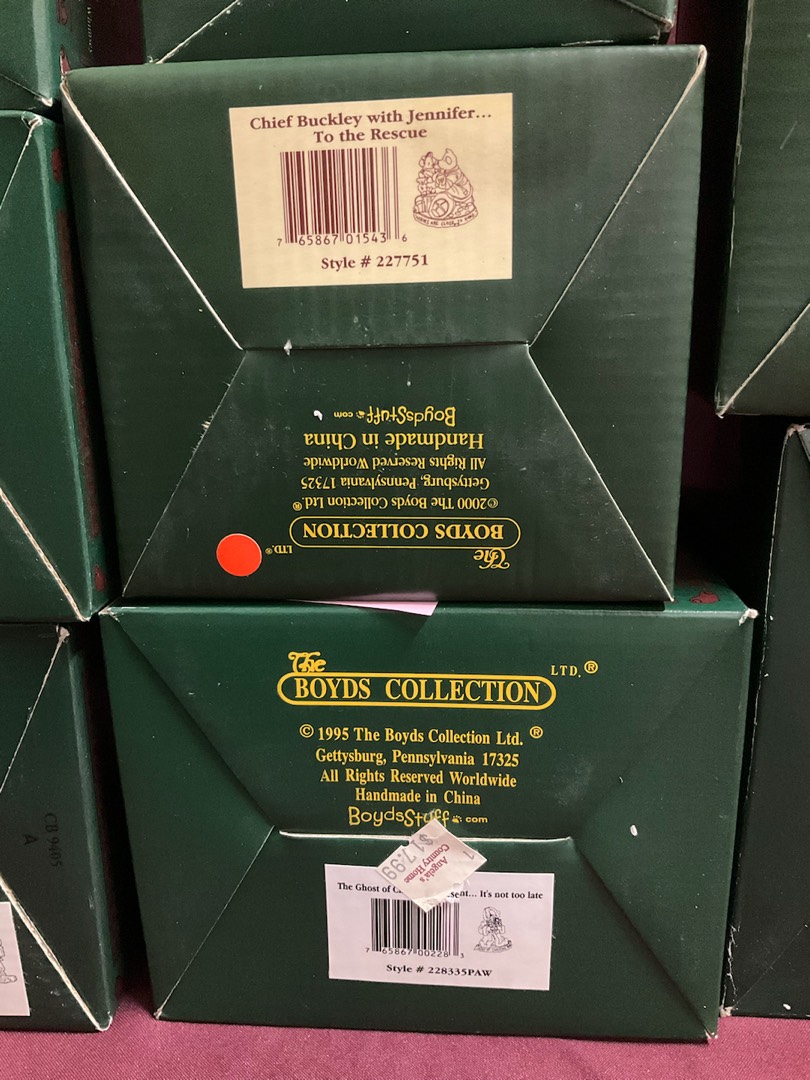 Chief Buckley with Jennifer...
To the Rescue
7 65867 01543 6
Style # 227751
The
BOYDS COLLECTION
LTD.®
©2000 The Boyds Collection Ltd.®
Gettysburg, Pennsylvania 17325
All Rights Reserved Worldwide
Handmade in China
BoydsStuff.com
The
BOYDS COLLECTION
LTD.®
© 1995 The Boyds Collection Ltd. ®
Gettysburg, Pennsylvania 17325
All Rights Reserved Worldwide
Handmade in China
BoydsStuff.com
Angela's
Country Home
$17.99
The Ghost of It's not too late
7 65867 00228 3
Style # 228335PAW
CB 9405
A